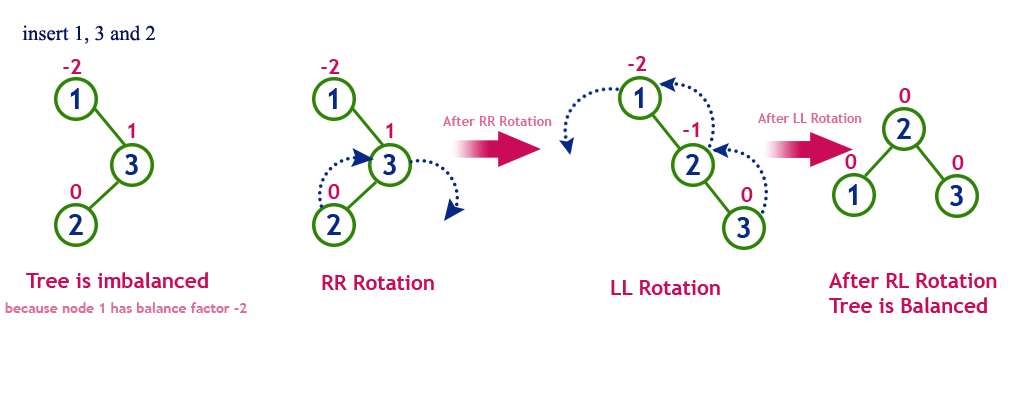 insert 1, 3 and 2
-2
1
1
3
0
2
Tree is imbalanced
because node 1 has balance factor -2
-2
1
1
3
0
2
RR Rotation
After RR Rotation
-2
1
-1
2
0
3
LL Rotation
After LL Rotation
0
2
0
1
0
3
After RL Rotation
Tree is Balanced